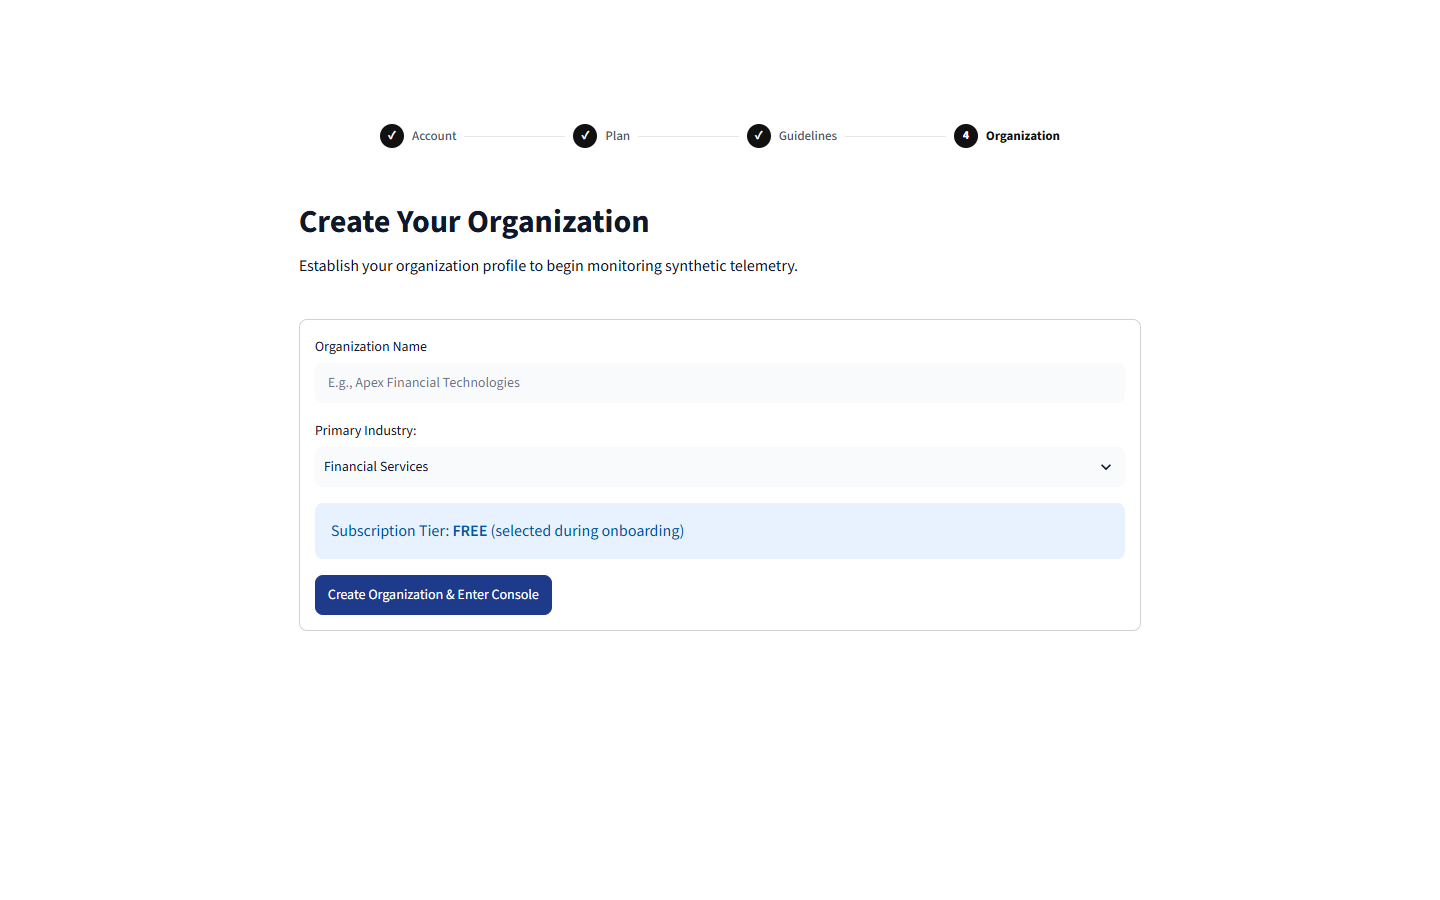 ✓ Account ✓ Plan ✓ Guidelines 4 Organization
Create Your Organization
Establish your organization profile to begin monitoring synthetic telemetry.
Organization Name
E.g., Apex Financial Technologies
Primary Industry:
Financial Services
Subscription Tier: FREE (selected during onboarding)
Create Organization & Enter Console